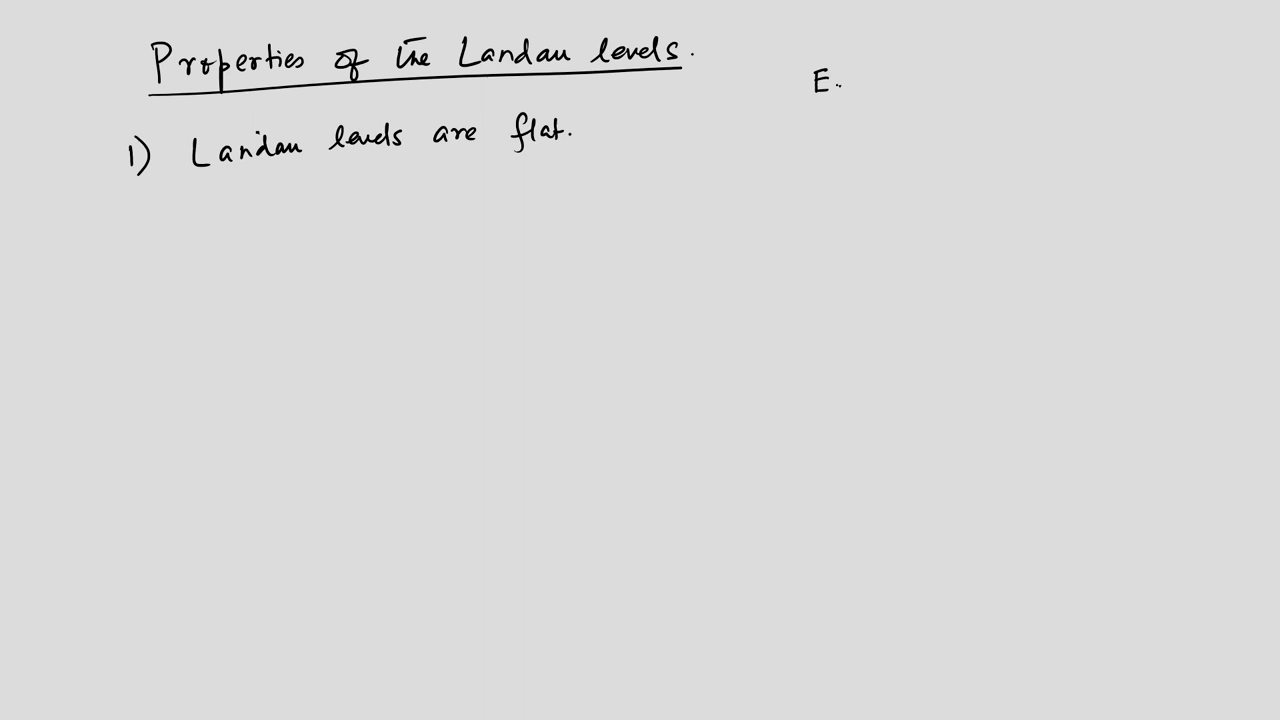 Properties of the Landau levels.
E..
1) Landau levels are flat.